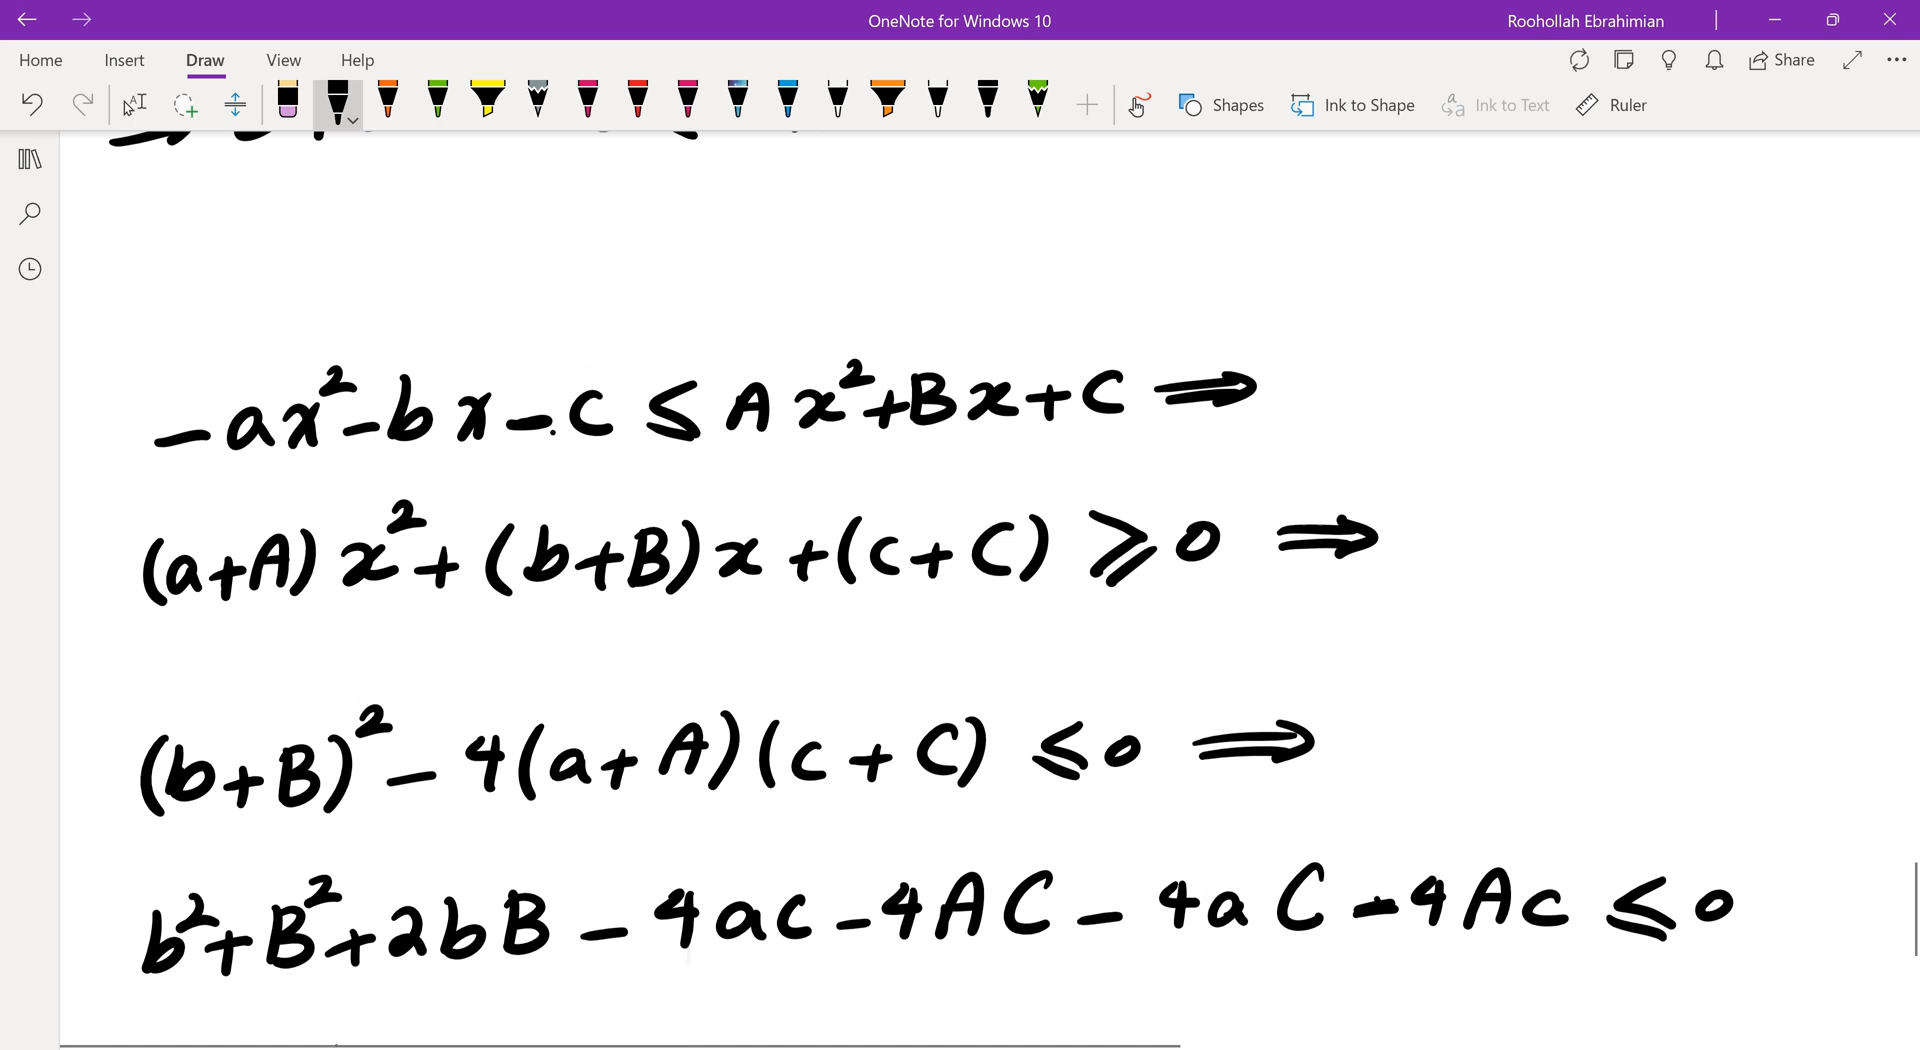 OneNote for Windows 10
Roohollah Ebrahimian
Home Insert Draw View Help
Share
Shapes Ink to Shape Ink to Text Ruler
-ax²-bx-c ≤ Ax²+Bx+C ⟹
(a+A)x²+(b+B)x+(c+C) ⩾ 0 ⟹
(b+B)²-4(a+A)(c+C) ≤0 ⟹
b²+B²+2bB-4ac-4AC-4aC-4Ac ≤0